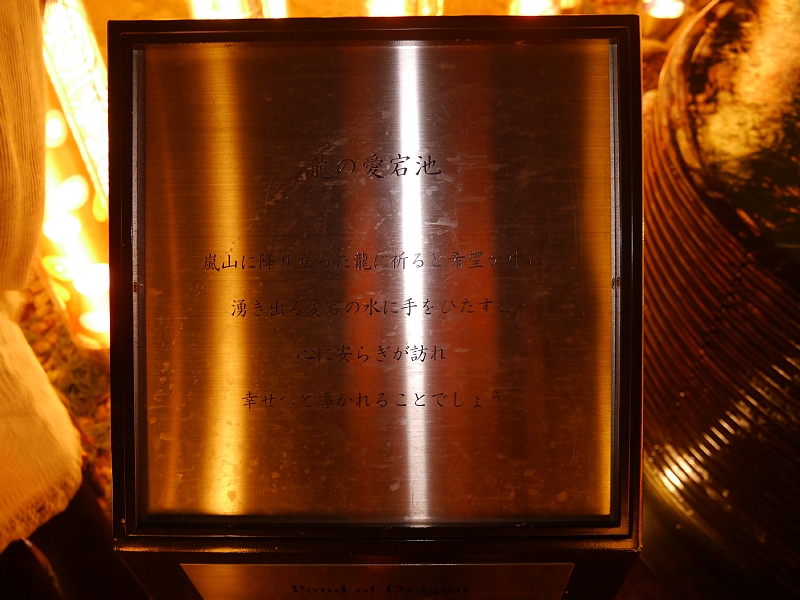 龍の愛宕池
嵐山に降り立った龍に祈ると希望が叶い
湧き出る愛宕の水に手をひたすと
心に安らぎが訪れ
幸せへと導かれることでしょう
Pond of Dragon